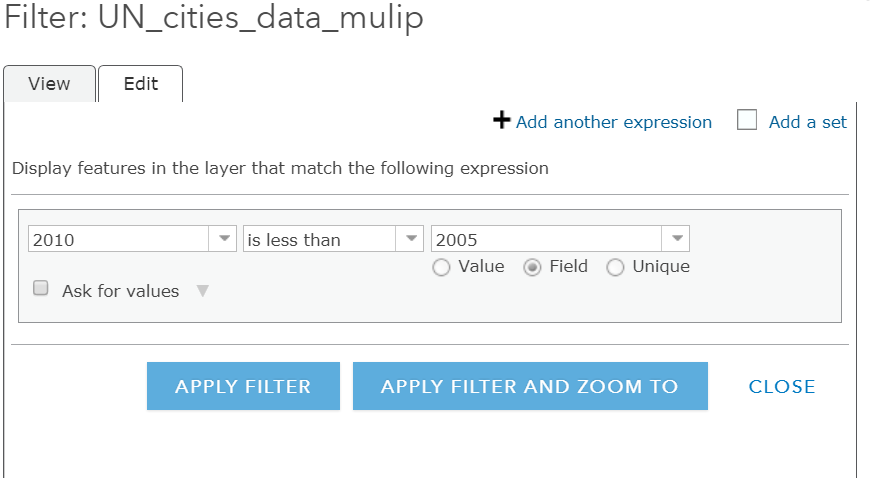 Filter: UN_cities_data_mulip
View Edit
+ Add another expression Add a set
Display features in the layer that match the following expression
2010 is less than 2005
Value Field Unique
Ask for values
APPLY FILTER APPLY FILTER AND ZOOM TO CLOSE